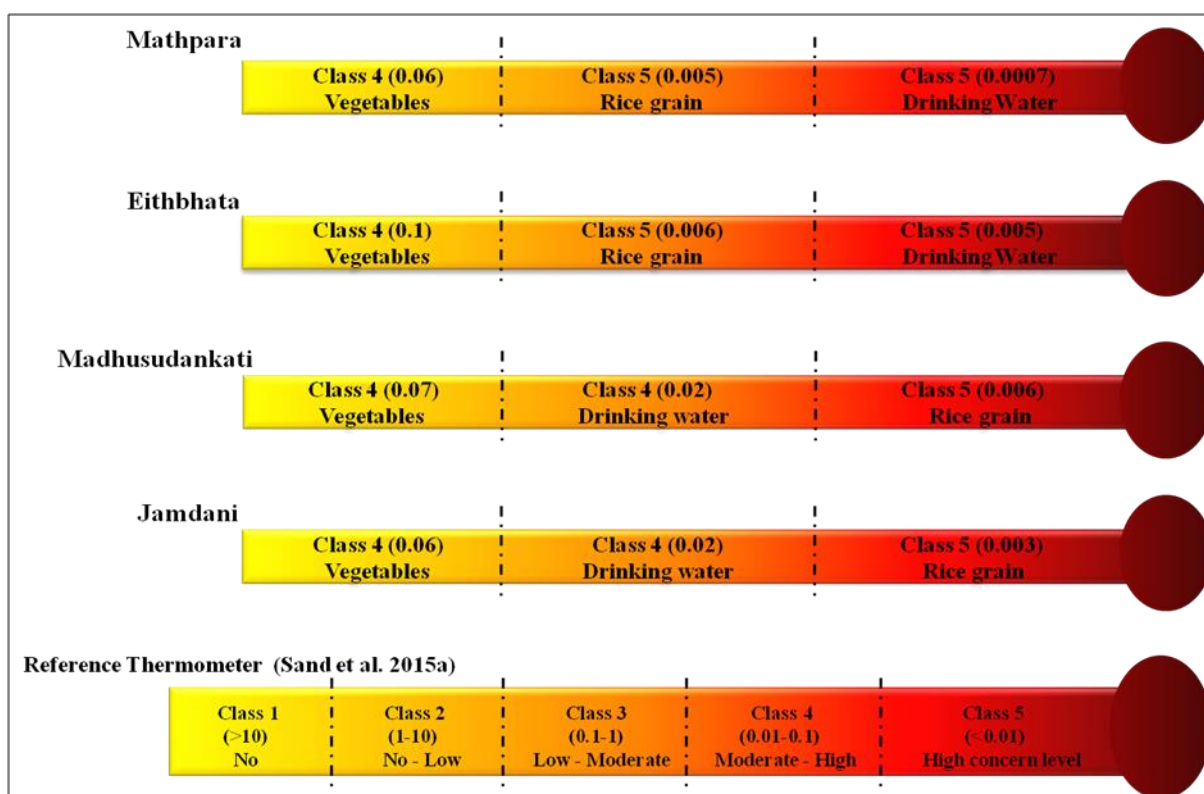 Mathpara
Class 4 (0.06) Class 5 (0.005) Class 5 (0.0007)
Vegetables Rice grain Drinking Water
Eithbhata
Class 4 (0.1) Class 5 (0.006) Class 5 (0.005)
Vegetables Rice grain Drinking Water
Madhusudankati
Class 4 (0.07) Class 4 (0.02) Class 5 (0.006)
Vegetables Drinking water Rice grain
Jamdani
Class 4 (0.06) Class 4 (0.02) Class 5 (0.003)
Vegetables Drinking water Rice grain
Reference Thermometer (Sand et al. 2015a)
Class 1 Class 2 Class 3 Class 4 Class 5
(>10) (1-10) (0.1-1) (0.01-0.1) (<0.01)
No No - Low Low - Moderate Moderate - High High concern level